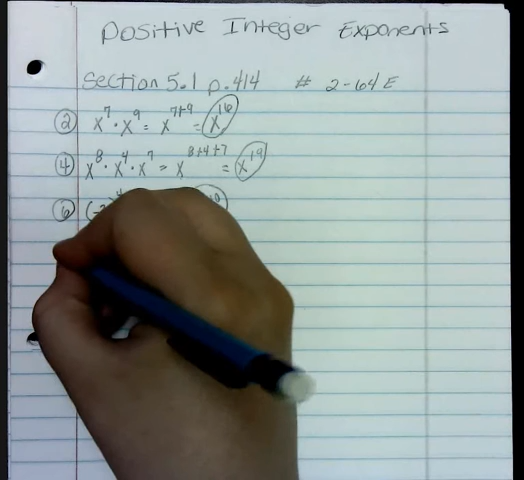 Positive Integer Exponents
Section 5.1 p.414 # 2-64 E
② x⁷·x⁹ = x⁷⁺⁹ = x¹⁶
④ x⁸·x⁴·x⁷ = x⁸⁺⁴⁺⁷ = x¹⁹
⑥